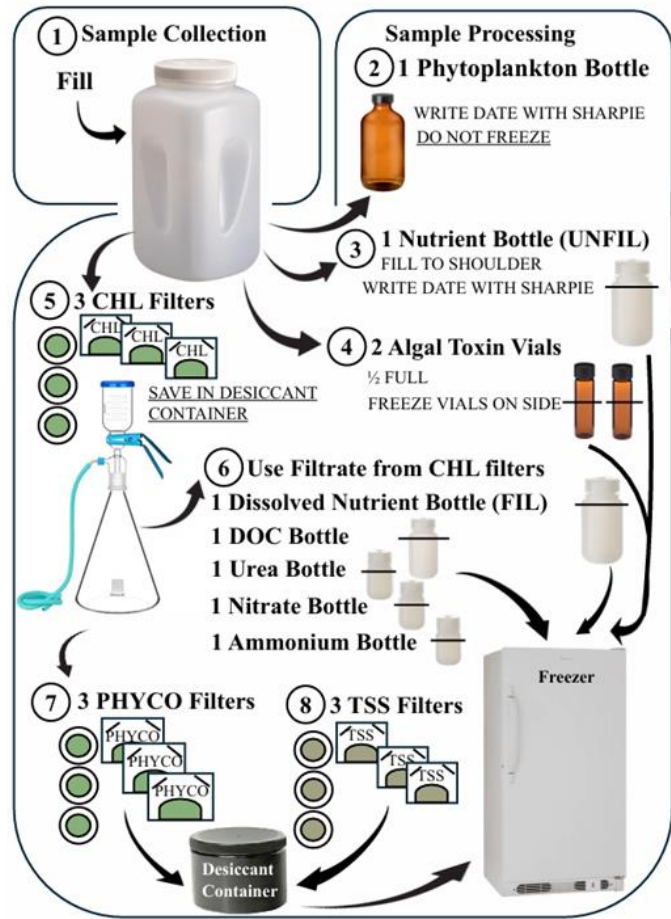 1 Sample Collection
Fill
Sample Processing
2 1 Phytoplankton Bottle
WRITE DATE WITH SHARPIE
DO NOT FREEZE
3 1 Nutrient Bottle (UNFIL)
FILL TO SHOULDER
WRITE DATE WITH SHARPIE
4 2 Algal Toxin Vials
½ FULL
FREEZE VIALS ON SIDE
5 3 CHL Filters
CHL
CHL
CHL
SAVE IN DESICCANT
CONTAINER
6 Use Filtrate from CHL filters
1 Dissolved Nutrient Bottle (FIL)
1 DOC Bottle
1 Urea Bottle
1 Nitrate Bottle
1 Ammonium Bottle
Freezer
7 3 PHYCO Filters
PHYCO
PHYCO
PHYCO
8 3 TSS Filters
TSS
TSS
TSS
Desiccant
Container